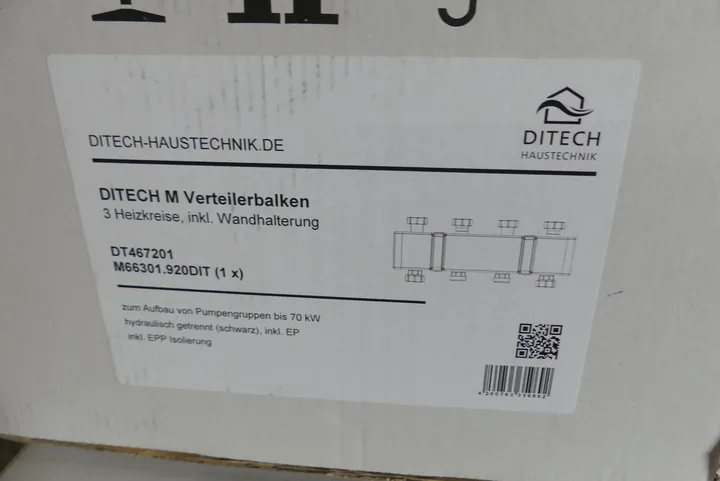 DITECH
HAUSTECHNIK
DITECH-HAUSTECHNIK.DE
DITECH M Verteilerbalken
3 Heizkreise, inkl. Wandhalterung
DT467201
M66301.920DIT (1 x)
zum Aufbau von Pumpengruppen bis 70 kW
hydraulisch getrennt (schwarz), inkl. EP
inkl. EPP Isolierung